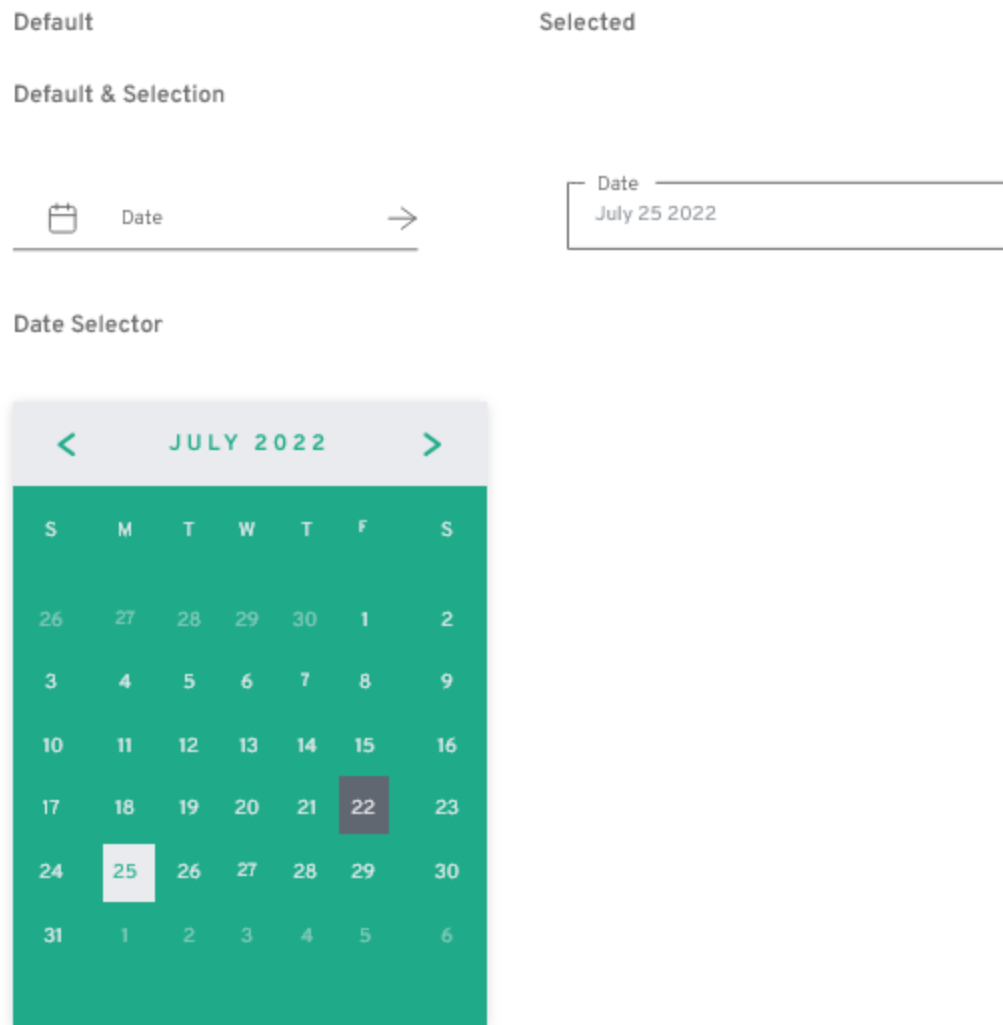 Default
Selected
Default & Selection
Date
Date
July 25 2022
Date Selector
< JULY 2022 >
S M T W T F S
26 27 28 29 30 1 2
3 4 5 6 7 8 9
10 11 12 13 14 15 16
17 18 19 20 21 22 23
24 25 26 27 28 29 30
31 1 2 3 4 5 6